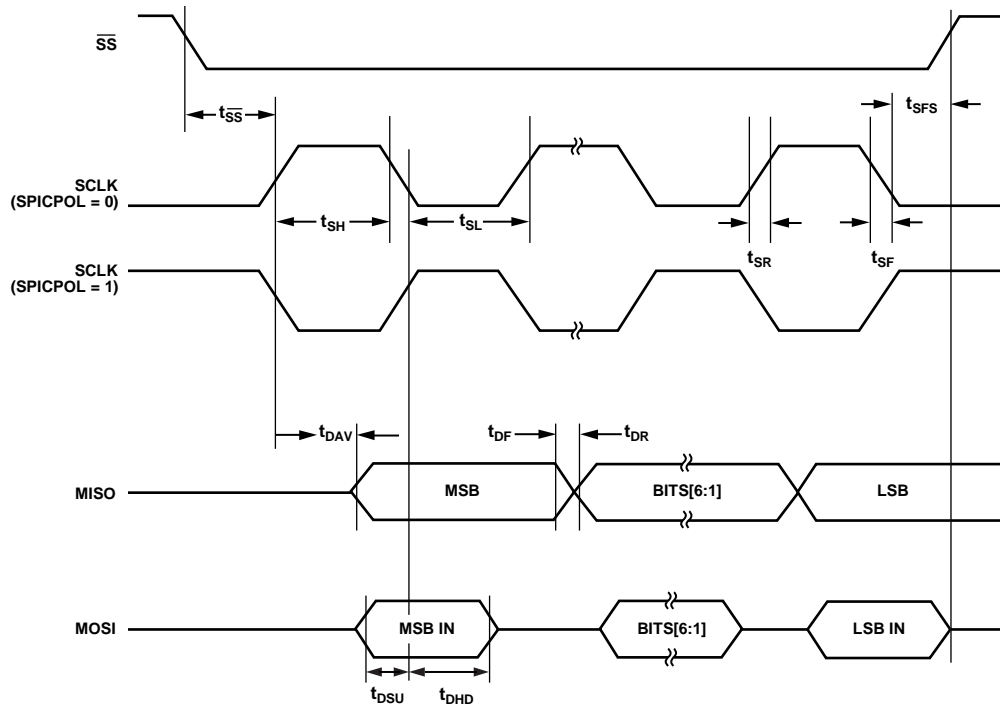 SS
tSS
tSFS
SCLK
(SPICPOL = 0)
tSH
tSL
tSR
tSF
SCLK
(SPICPOL = 1)
tDAV
tDF
tDR
MISO
MSB
BITS[6:1]
LSB
MOSI
MSB IN
BITS[6:1]
LSB IN
tDSU
tDHD